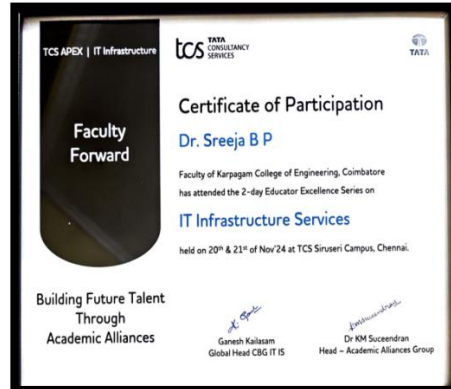 TCS APEX | IT Infrastructure
Faculty
Forward
Building Future Talent
Through
Academic Alliances
tcs TATA
CONSULTANCY
SERVICES
TATA
Certificate of Participation
Dr. Sreeja B P
Faculty of Karpagam College of Engineering, Coimbatore
has attended the 2-day Educator Excellence Series on
IT Infrastructure Services
held on 20th & 21st of Nov'24 at TCS Siruseri Campus, Chennai.
Ganesh Kailasam
Global Head CBG IT IS
Dr KM Suceendran
Head – Academic Alliances Group